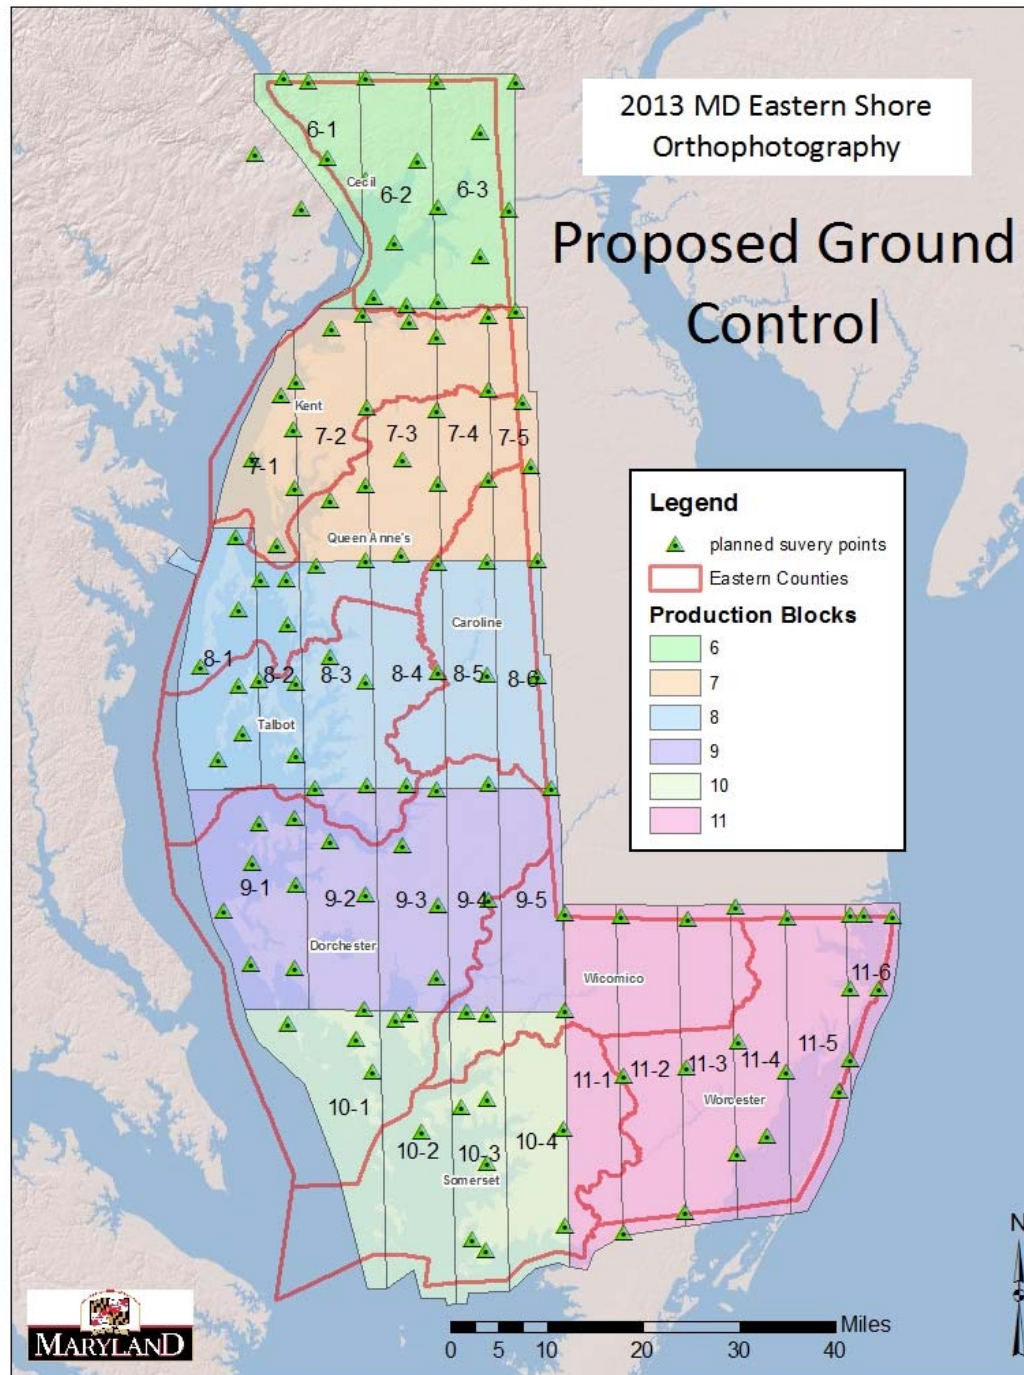 2013 MD Eastern Shore
Orthophotography
Proposed Ground
Control
6-1
Cecil
6-2
6-3
Kent
7-1
7-2
7-3
7-4
7-5
Queen Anne's
Caroline
8-1
8-2
8-3
8-4
8-5
8-6
Talbot
9-1
9-2
9-3
9-4
9-5
Dorchester
Wicomico
10-1
10-2
10-3
10-4
Somerset
11-1
11-2
11-3
11-4
11-5
11-6
Worcester
Legend
planned suvery points
Eastern Counties
Production Blocks
6
7
8
9
10
11
N
MARYLAND
Miles
0 5 10 20 30 40